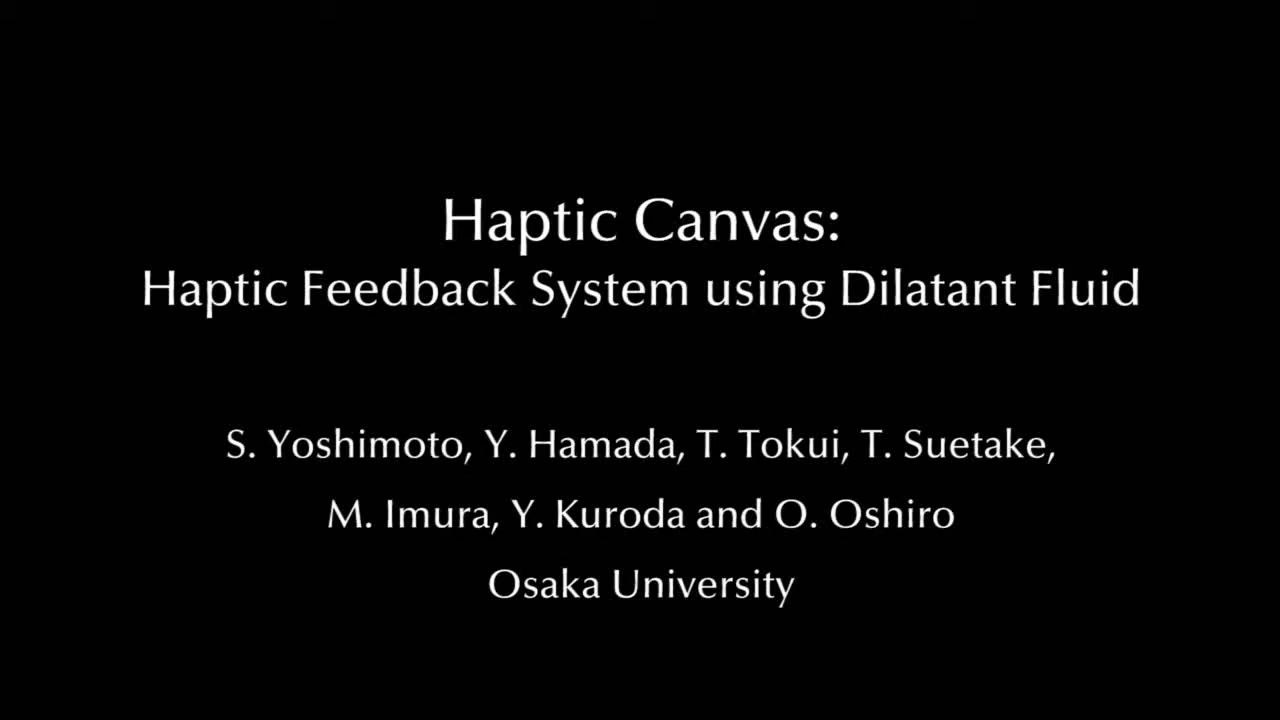 Haptic Canvas:
Haptic Feedback System using Dilatant Fluid
S. Yoshimoto, Y. Hamada, T. Tokui, T. Suetake,
M. Imura, Y. Kuroda and O. Oshiro
Osaka University